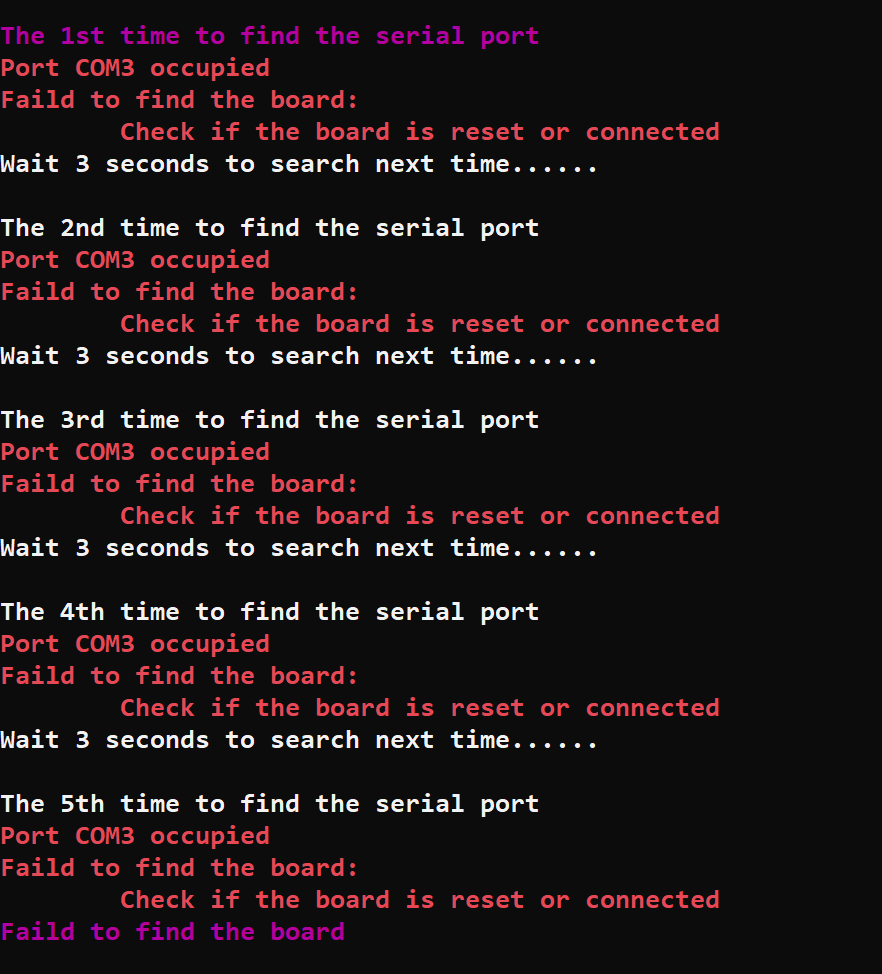 The 1st time to find the serial port
Port COM3 occupied
Faild to find the board:
Check if the board is reset or connected
Wait 3 seconds to search next time......
The 2nd time to find the serial port
Port COM3 occupied
Faild to find the board:
Check if the board is reset or connected
Wait 3 seconds to search next time......
The 3rd time to find the serial port
Port COM3 occupied
Faild to find the board:
Check if the board is reset or connected
Wait 3 seconds to search next time......
The 4th time to find the serial port
Port COM3 occupied
Faild to find the board:
Check if the board is reset or connected
Wait 3 seconds to search next time......
The 5th time to find the serial port
Port COM3 occupied
Faild to find the board:
Check if the board is reset or connected
Faild to find the board